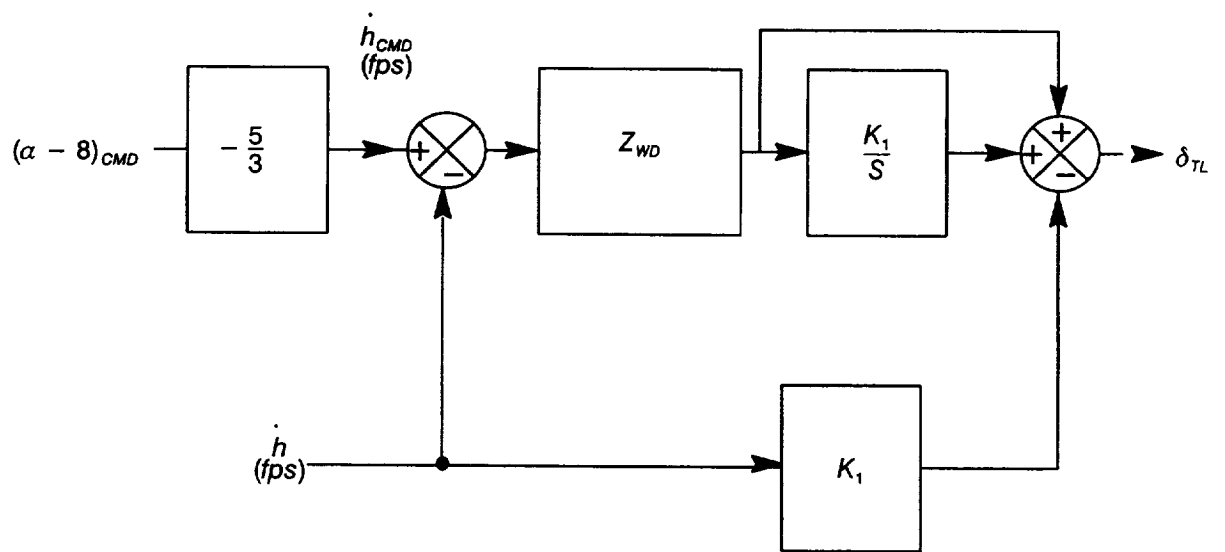 ḣCMD
(fps)
(α − 8)CMD
− 5/3
+
−
ZWD
K1
S
+
+
−
δTL
ḣ
(fps)
K1